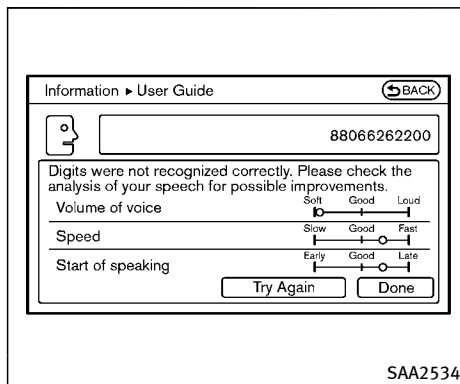 Information ▸ User Guide
BACK
88066262200
Digits were not recognized correctly. Please check the
analysis of your speech for possible improvements.
Volume of voice Soft Good Loud
Speed Slow Good Fast
Start of speaking Early Good Late
Try Again Done
SAA2534